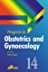 Progress in
Obstetrics and
Gynaecology
14